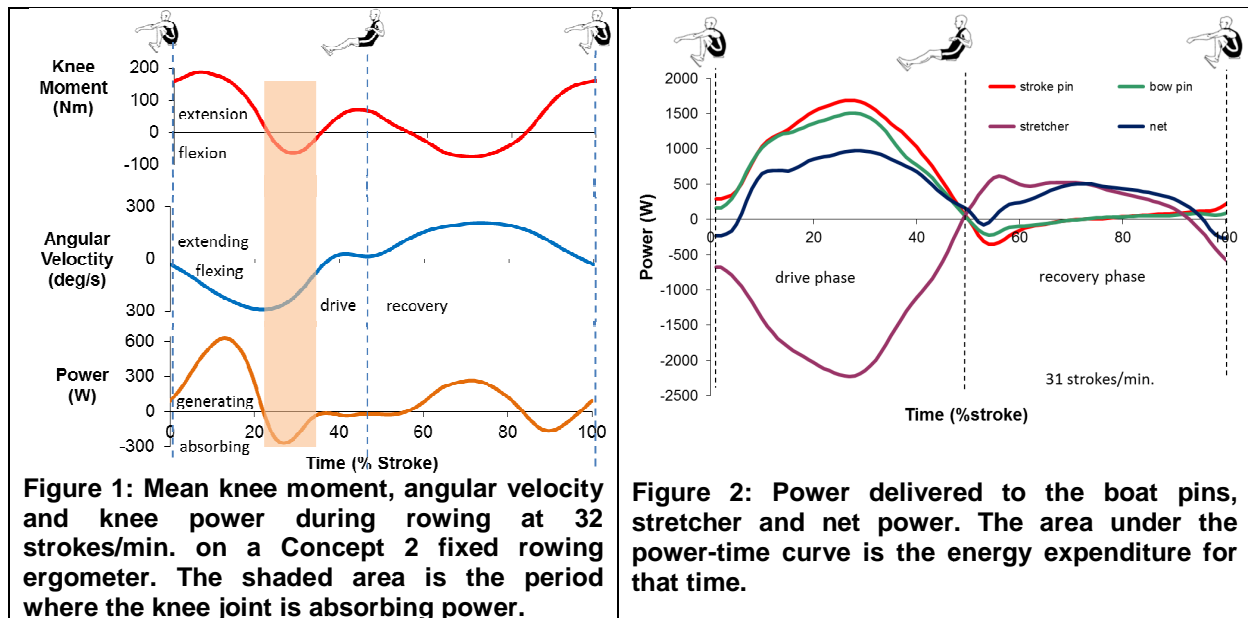 Knee
Moment
(Nm)
200
100
0
-100
extension
flexion
Angular
Veloctity
(deg/s)
300
0
300
extending
flexing
drive
recovery
Power
(W)
600
300
0
-300
generating
absorbing
0 20 40 60 80 100
Time (% Stroke)
Figure 1: Mean knee moment, angular velocity
and knee power during rowing at 32
strokes/min. on a Concept 2 fixed rowing
ergometer. The shaded area is the period
where the knee joint is absorbing power.
2000
1500
1000
500
0
-500
-1000
-1500
-2000
-2500
Power (W)
stroke pin
bow pin
stretcher
net
0 20 40 60 80 100
drive phase
recovery phase
31 strokes/min.
Time (%stroke)
Figure 2: Power delivered to the boat pins,
stretcher and net power. The area under the
power-time curve is the energy expenditure for
that time.